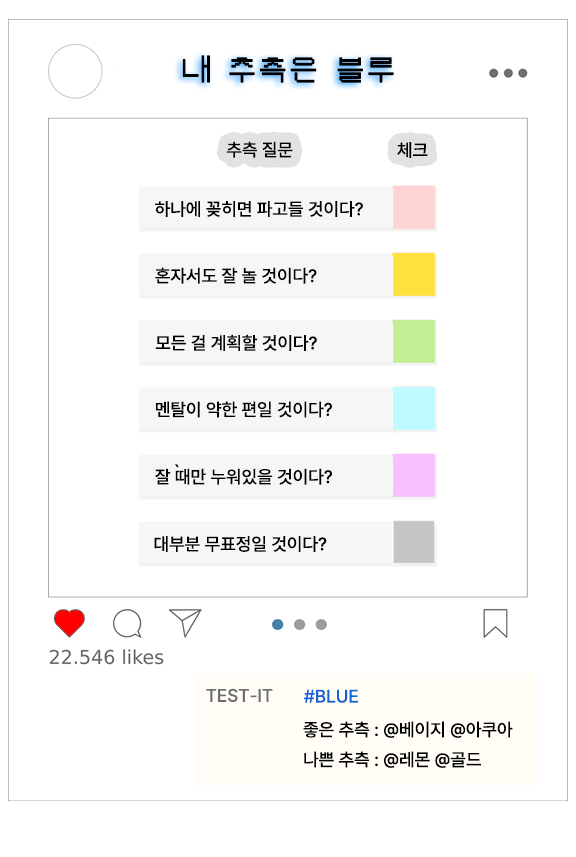 내 추측은 블루
추측 질문 체크
하나에 꽂히면 파고들 것이다?
혼자서도 잘 놀 것이다?
모든 걸 계획할 것이다?
멘탈이 약한 편일 것이다?
잘 때만 누워있을 것이다?
대부분 무표정일 것이다?
22.546 likes
TEST-IT #BLUE
좋은 추측 : @베이지 @아쿠아
나쁜 추측 : @레몬 @골드